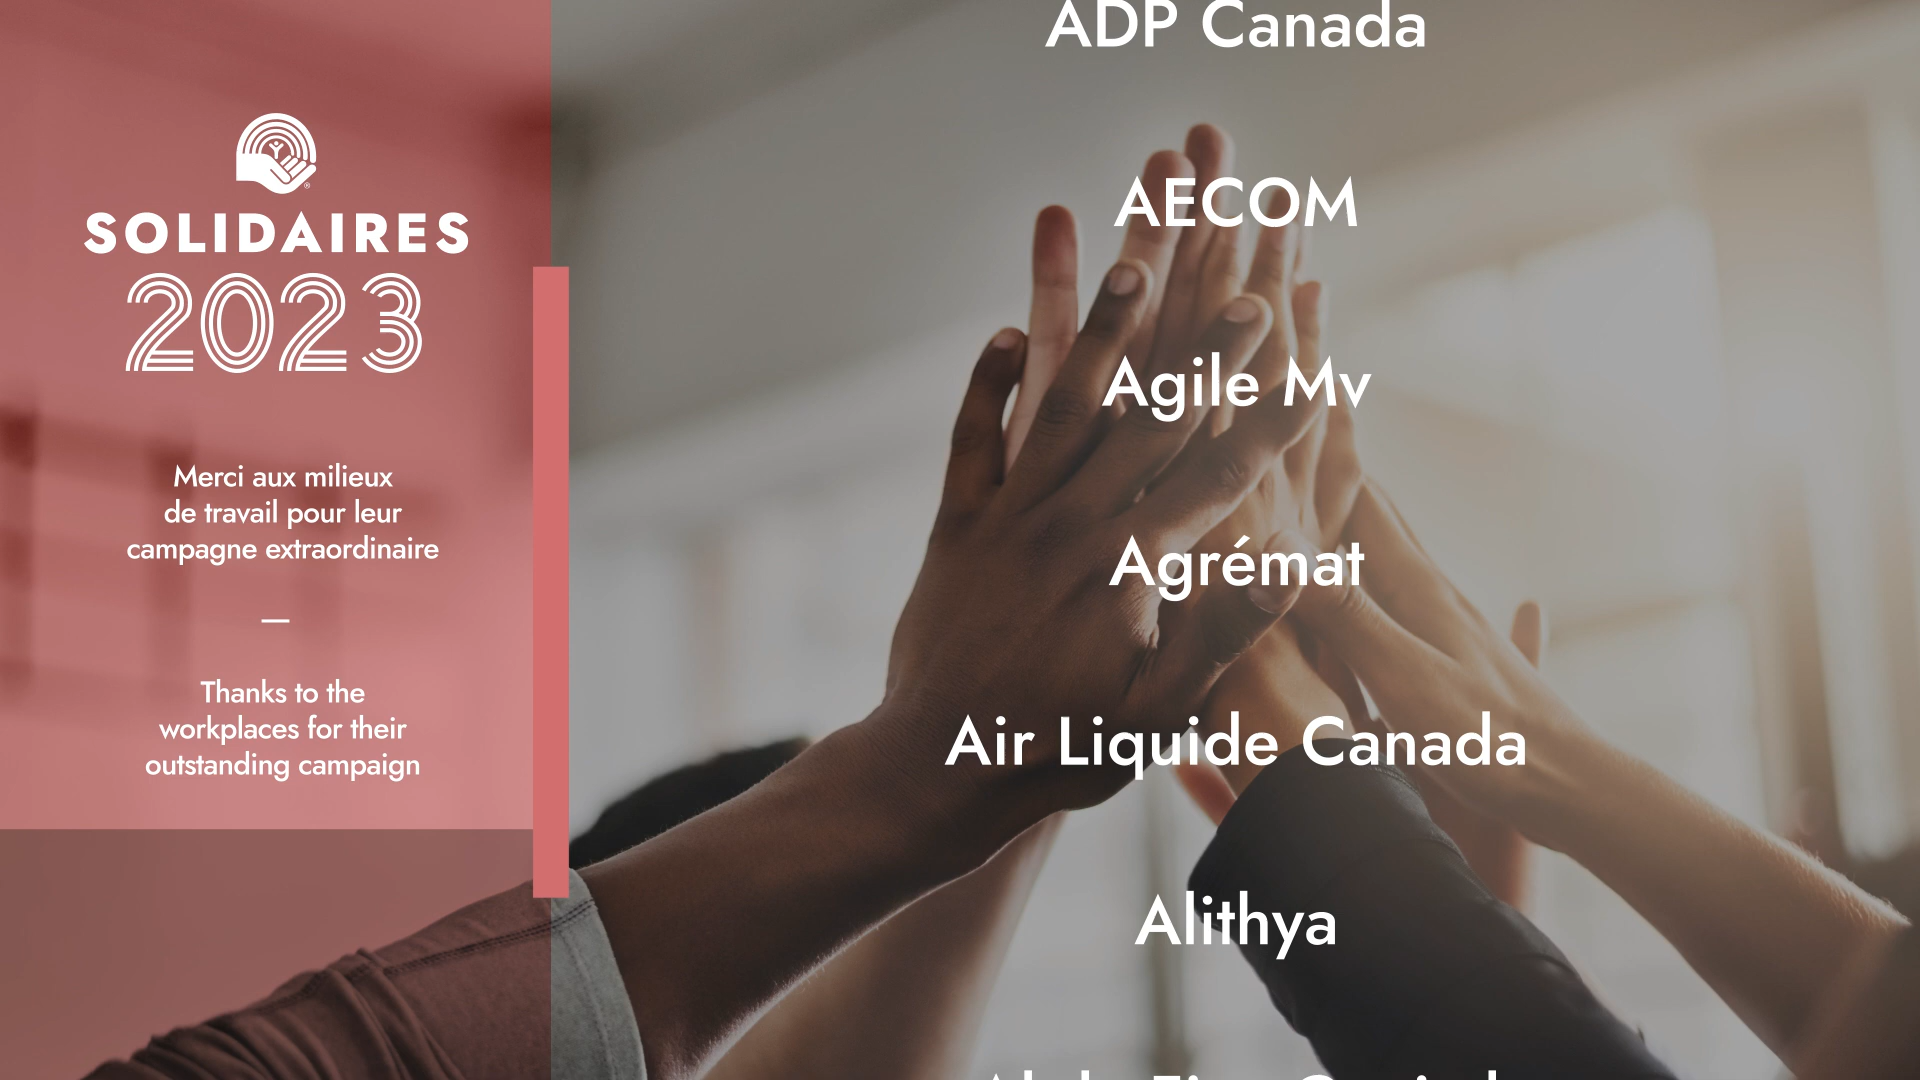 SOLIDAIRES
2023
Merci aux milieux
de travail pour leur
campagne extraordinaire
—
Thanks to the
workplaces for their
outstanding campaign
ADP Canada
AECOM
Agile Mv
Agrémat
Air Liquide Canada
Alithya